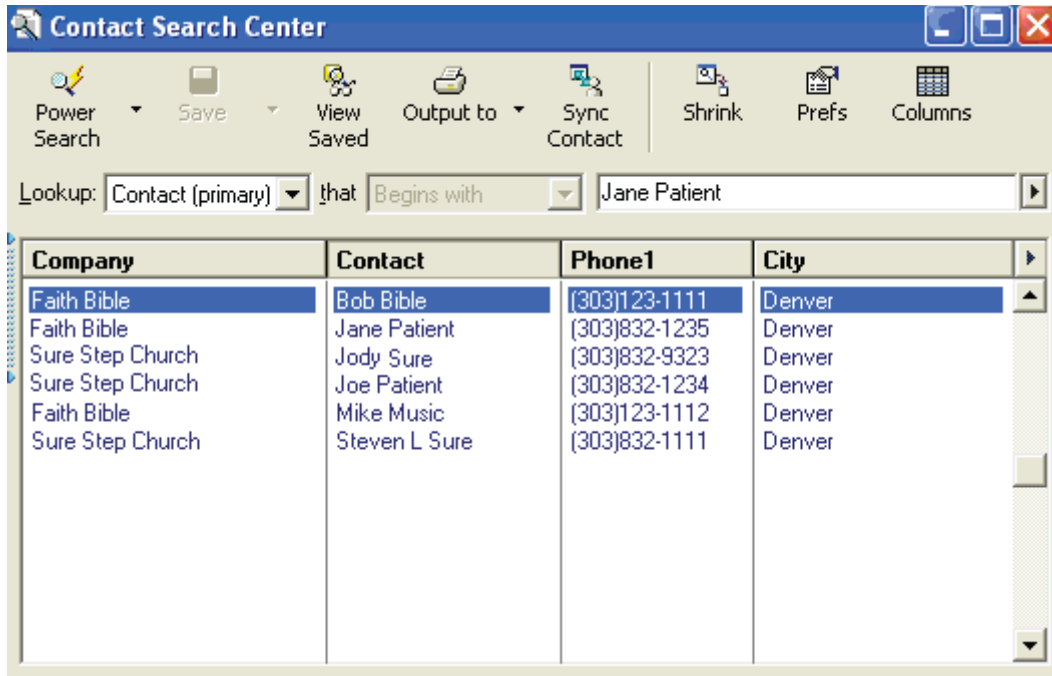 Contact Search Center
Power Search Save View Saved Output to Sync Contact Shrink Prefs Columns
Lookup: Contact (primary) that Begins with Jane Patient
Company Contact Phone1 City
Faith Bible Bob Bible (303)123-1111 Denver
Faith Bible Jane Patient (303)832-1235 Denver
Sure Step Church Jody Sure (303)832-9323 Denver
Sure Step Church Joe Patient (303)832-1234 Denver
Faith Bible Mike Music (303)123-1112 Denver
Sure Step Church Steven L Sure (303)832-1111 Denver